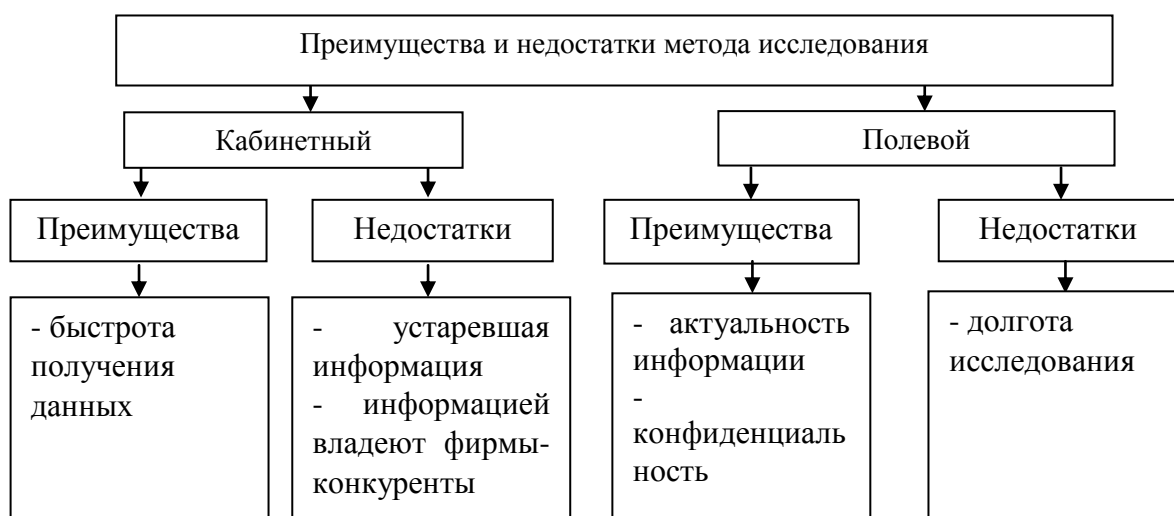 Преимущества и недостатки метода исследования
Кабинетный
Полевой
Преимущества
Недостатки
Преимущества
Недостатки
- быстрота
получения
данных
- устаревшая
информация
- информацией
владеют фирмы-
конкуренты
- актуальность
информации
-
конфиденциаль
ность
- долгота
исследования